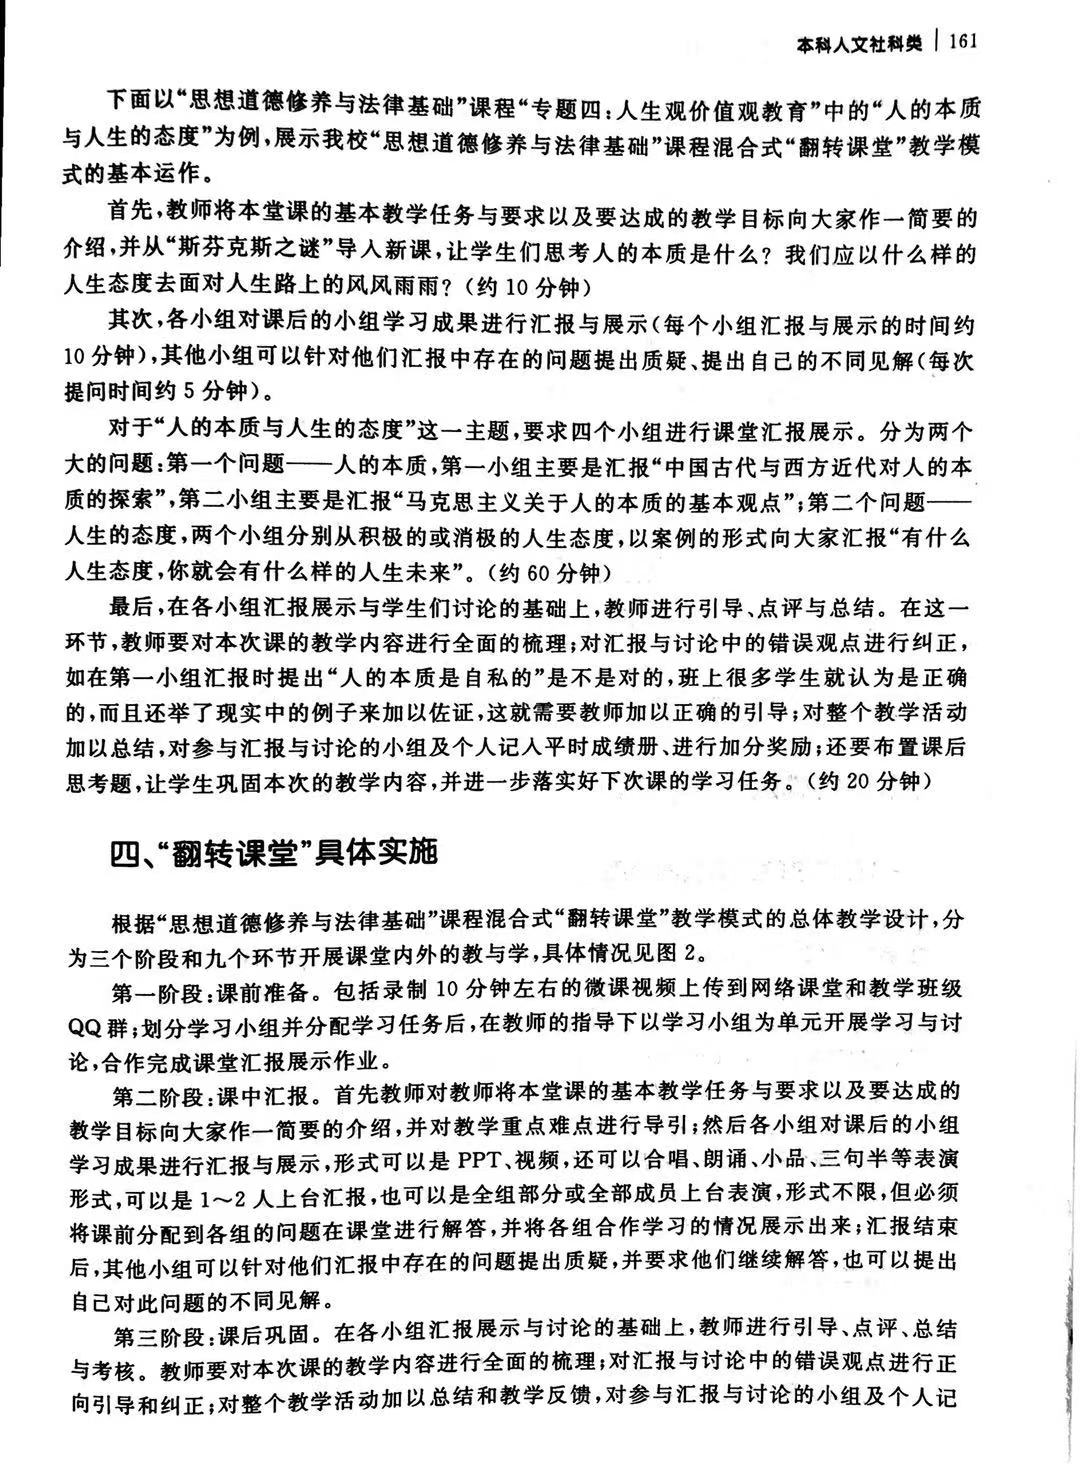 本科人文社科类 | 161
下面以“思想道德修养与法律基础”课程“专题四:人生观价值观教育”中的“人的本质
与人生的态度”为例,展示我校“思想道德修养与法律基础”课程混合式“翻转课堂”教学模
式的基本运作。
首先,教师将本堂课的基本教学任务与要求以及要达成的教学目标向大家作一简要的
介绍,并从“斯芬克斯之谜”导入新课,让学生们思考人的本质是什么? 我们应以什么样的
人生态度去面对人生路上的风风雨雨? (约 10 分钟)
其次,各小组对课后的小组学习成果进行汇报与展示(每个小组汇报与展示的时间约
10 分钟),其他小组可以针对他们汇报中存在的问题提出质疑、提出自己的不同见解(每次
提问时间约 5 分钟)。
对于“人的本质与人生的态度”这一主题,要求四个小组进行课堂汇报展示。分为两个
大的问题:第一个问题——人的本质,第一小组主要是汇报“中国古代与西方近代对人的本
质的探索”,第二小组主要是汇报“马克思主义关于人的本质的基本观点”;第二个问题——
人生的态度,两个小组分别从积极的或消极的人生态度,以案例的形式向大家汇报“有什么
人生态度,你就会有什么样的人生未来”。(约 60 分钟)
最后,在各小组汇报展示与学生们讨论的基础上,教师进行引导、点评与总结。在这一
环节,教师要对本次课的教学内容进行全面的梳理;对汇报与讨论中的错误观点进行纠正,
如在第一小组汇报时提出“人的本质是自私的”是不是对的,班上很多学生就认为是正确
的,而且还举了现实中的例子来加以佐证,这就需要教师加以正确的引导;对整个教学活动
加以总结,对参与汇报与讨论的小组及个人记入平时成绩册、进行加分奖励;还要布置课后
思考题,让学生巩固本次的教学内容,并进一步落实好下次课的学习任务。(约 20 分钟)
四、“翻转课堂”具体实施
根据“思想道德修养与法律基础”课程混合式“翻转课堂”教学模式的总体教学设计,分
为三个阶段和九个环节开展课堂内外的教与学,具体情况见图 2。
第一阶段:课前准备。包括录制 10 分钟左右的微课视频上传到网络课堂和教学班级
QQ 群;划分学习小组并分配学习任务后,在教师的指导下以学习小组为单元开展学习与讨
论,合作完成课堂汇报展示作业。
第二阶段:课中汇报。首先教师对教师将本堂课的基本教学任务与要求以及要达成的
教学目标向大家作一简要的介绍,并对教学重点难点进行导引;然后各小组对课后的小组
学习成果进行汇报与展示,形式可以是 PPT、视频,还可以合唱、朗诵、小品、三句半等表演
形式,可以是 1～2 人上台汇报,也可以是全组部分或全部成员上台表演,形式不限,但必须
将课前分配到各组的问题在课堂进行解答,并将各组合作学习的情况展示出来;汇报结束
后,其他小组可以针对他们汇报中存在的问题提出质疑,并要求他们继续解答,也可以提出
自己对此问题的不同见解。
第三阶段:课后巩固。在各小组汇报展示与讨论的基础上,教师进行引导、点评、总结
与考核。教师要对本次课的教学内容进行全面的梳理;对汇报与讨论中的错误观点进行正
向引导和纠正;对整个教学活动加以总结和教学反馈,对参与汇报与讨论的小组及个人记